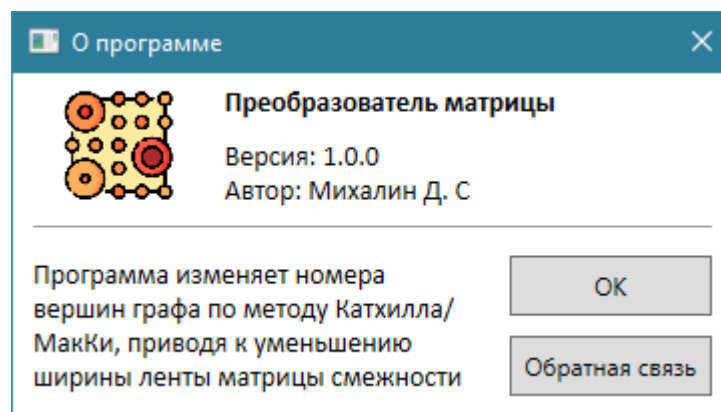 О программе
Преобразователь матрицы
Версия: 1.0.0
Автор: Михалин Д. С
Программа изменяет номера
вершин графа по методу Катхилла/
МакКи, приводя к уменьшению
ширины ленты матрицы смежности
OK
Обратная связь